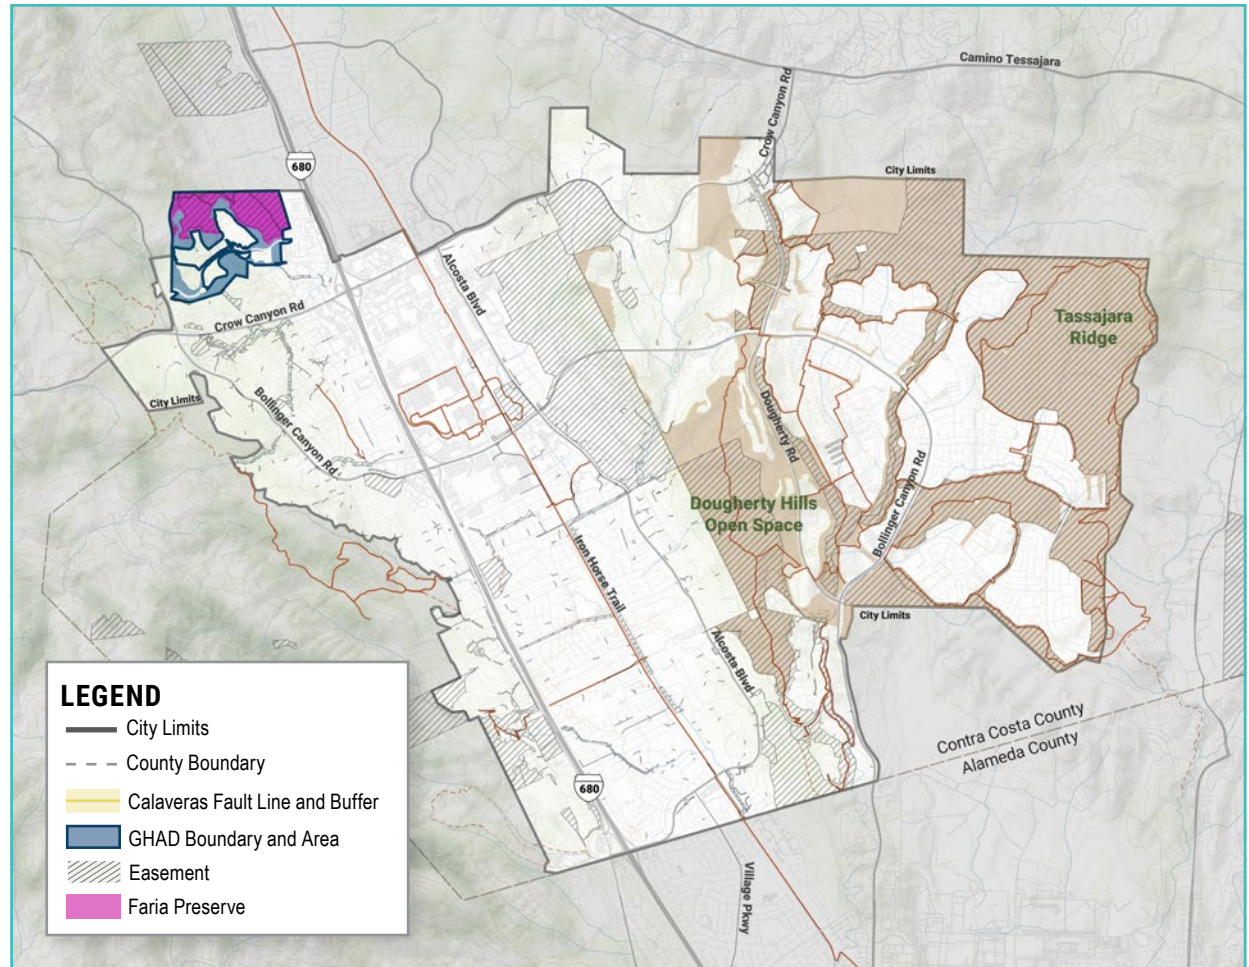 Camino Tessajara
Crow Canyon Rd
680
City Limits
Alcosta Blvd
Crow Canyon Rd
Tassajara
Ridge
City Limits
Bollinger Canyon Rd
Dougherty Rd
Bollinger Canyon Rd
Dougherty Hills
Open Space
Iron Horse Trail
City Limits
Alcosta Blvd
Contra Costa County
Alameda County
680
Village Pkwy
LEGEND
City Limits
County Boundary
Calaveras Fault Line and Buffer
GHAD Boundary and Area
Easement
Faria Preserve